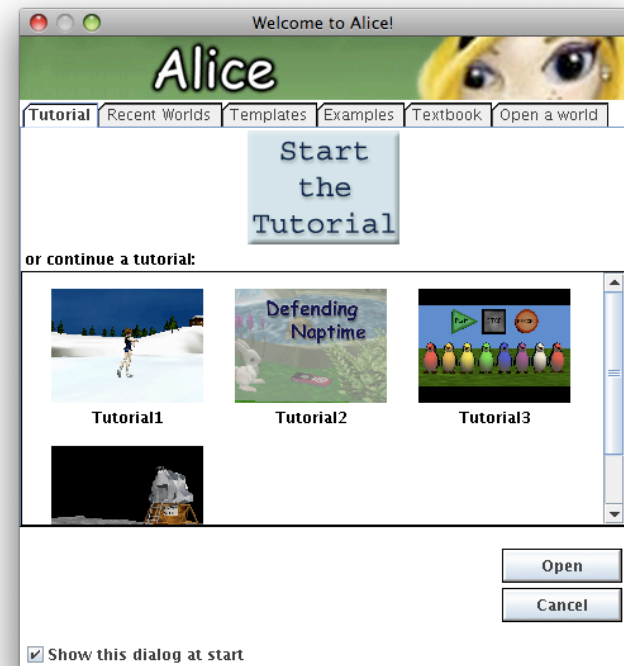 Welcome to Alice!
Alice
Tutorial Recent Worlds Templates Examples Textbook Open a world
Start
the
Tutorial
or continue a tutorial:
Defending
Naptime
Tutorial1 Tutorial2 Tutorial3
Open
Cancel
Show this dialog at start